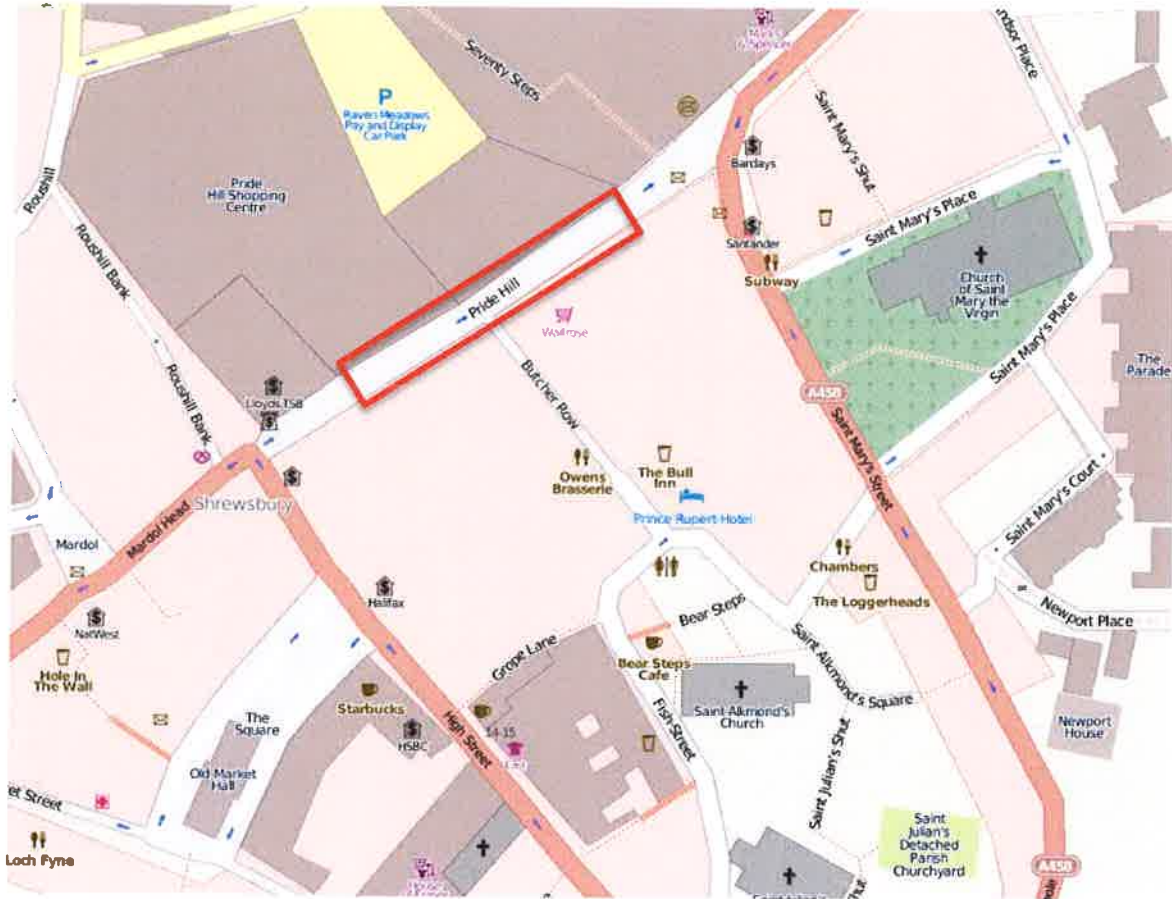 Marks
& Spencer
Seventy Steps
P
Raven Meadows
Pay and Display
Car Park
Saint Mary's Shut
Barclays
Roushill
Pride
Hill Shopping
Centre
Saint Mary's Place
Santander
Subway
Church
of Saint
Mary the
Virgin
Roushill Bank
Pride Hill
Waitrose
Saint Mary's Place
The
Parade
Butcher Row
Roushill Bank
Lloyds TSB
A458
Saint Mary's Street
Owens
Brasserie
The Bull
Inn
Prince Rupert Hotel
Shrewsbury
Mardol Head
Mardol
Saint Mary's Court
Chambers
The Loggerheads
Halifax
NatWest
Hole In
The Wall
Newport Place
Bear Steps
Grope Lane
Bear Steps
Cafe
Saint Alkmond's Square
Starbucks
The
Square
HSBC
High Street
14-15
Saint Alkmond's
Church
Fish Street
Saint Julian's Shut
Newport
House
Old Market
Hall
et Street
Loch Fyne
Saint
Julian's
Detached
Parish
Churchyard
A458